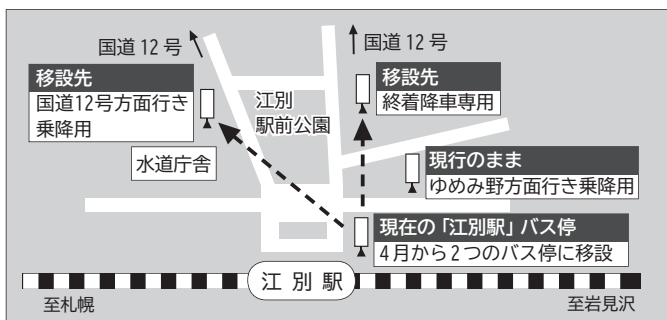 国道 12 号
国道 12 号
移設先
国道12号方面行き
乗降用
江別
駅前公園
移設先
終着降車専用
水道庁舎
現行のまま
ゆめみ野方面行き乗降用
現在の「江別駅」バス停
4月から2つのバス停に移設
江別駅
至札幌
至岩見沢